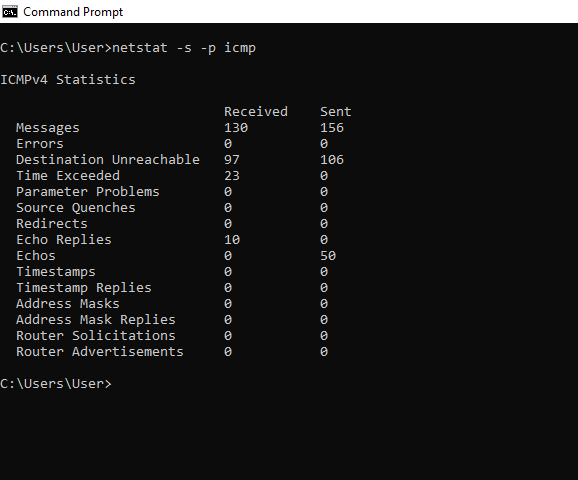 Command Prompt
C:\Users\User>netstat -s -p icmp
ICMPv4 Statistics
Received Sent
Messages 130 156
Errors 0 0
Destination Unreachable 97 106
Time Exceeded 23 0
Parameter Problems 0 0
Source Quenches 0 0
Redirects 0 0
Echo Replies 10 0
Echos 0 50
Timestamps 0 0
Timestamp Replies 0 0
Address Masks 0 0
Address Mask Replies 0 0
Router Solicitations 0 0
Router Advertisements 0 0
C:\Users\User>